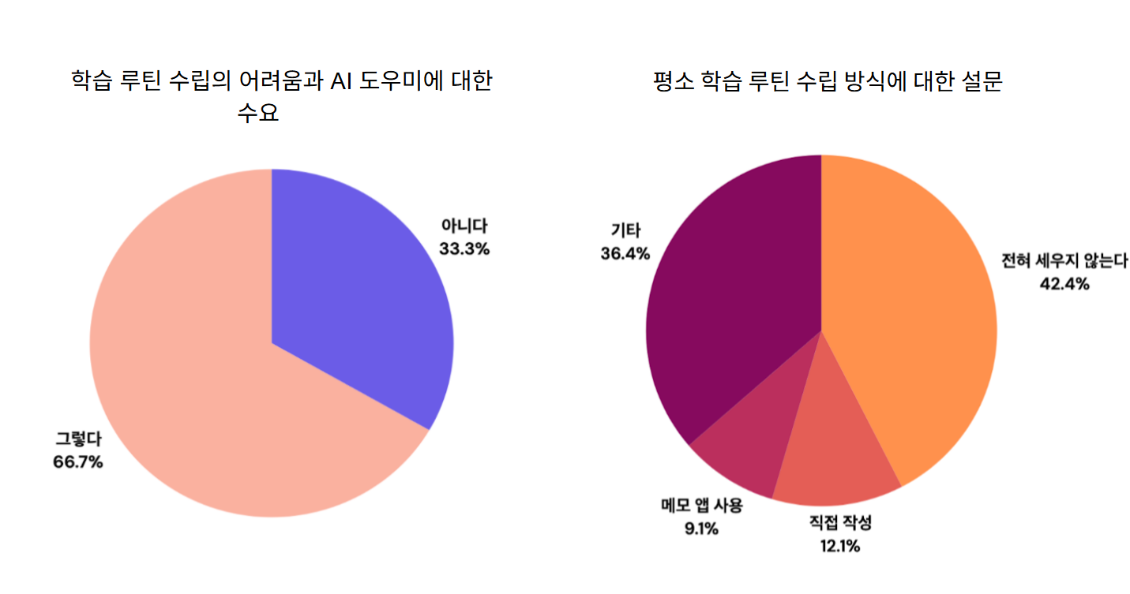 학습 루틴 수립의 어려움과 AI 도우미에 대한
수요
아니다
33.3%
그렇다
66.7%
평소 학습 루틴 수립 방식에 대한 설문
기타
36.4%
전혀 세우지 않는다
42.4%
메모 앱 사용
9.1%
직접 작성
12.1%